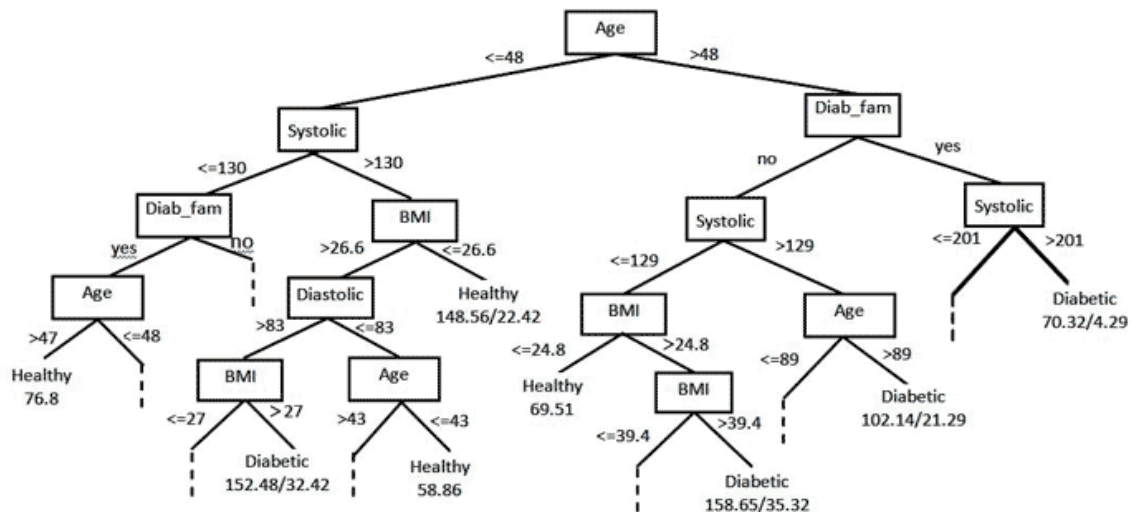 Age
<=48
>48
Systolic
Diab_fam
<=130
>130
no
yes
Diab_fam
BMI
Systolic
Systolic
yes
no
>26.6
<=26.6
<=129
>129
<=201
>201
Age
Diastolic
Healthy
148.56/22.42
BMI
Age
Diabetic
70.32/4.29
>47
<=48
>83
<=83
<=24.8
>24.8
<=89
>89
Healthy
76.8
BMI
Age
Healthy
69.51
BMI
Diabetic
102.14/21.29
<=27
>27
>43
<=43
<=39.4
>39.4
Diabetic
152.48/32.42
Healthy
58.86
Diabetic
158.65/35.32